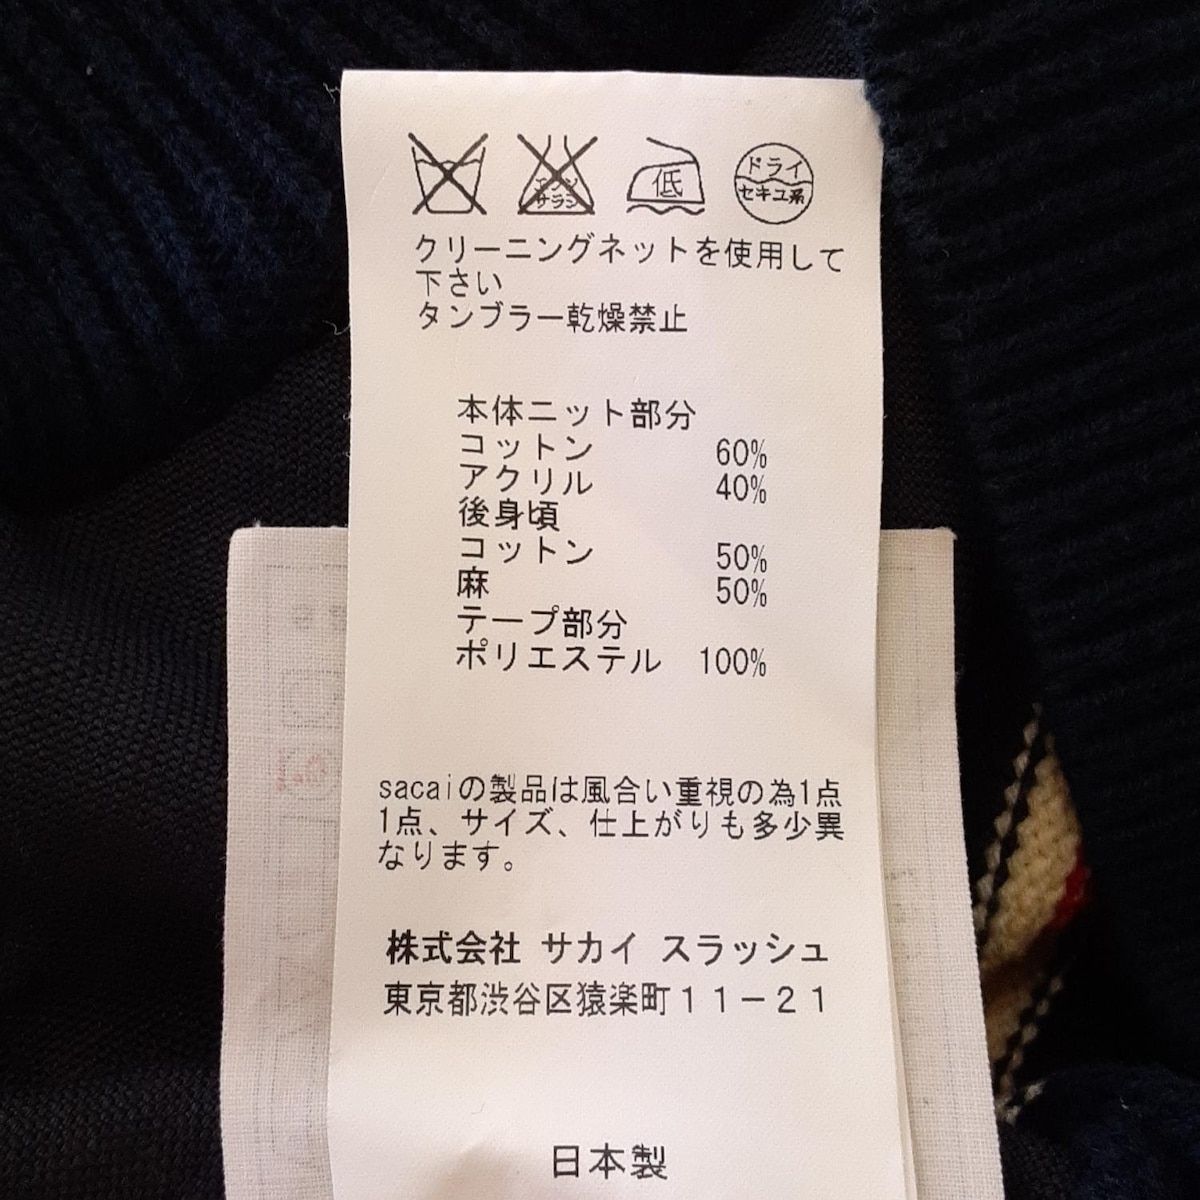 エンソ
サラシ
低
ドライ
セキユ系
クリーニングネットを使用して
下さい
タンブラー乾燥禁止
本体ニット部分
コットン 60%
アクリル 40%
後身頃
コットン 50%
麻 50%
テープ部分
ポリエステル 100%
sacaiの製品は風合い重視の為1点
1点、サイズ、仕上がりも多少異
なります。
株式会社 サカイ スラッシュ
東京都渋谷区猿楽町11-21
日本製